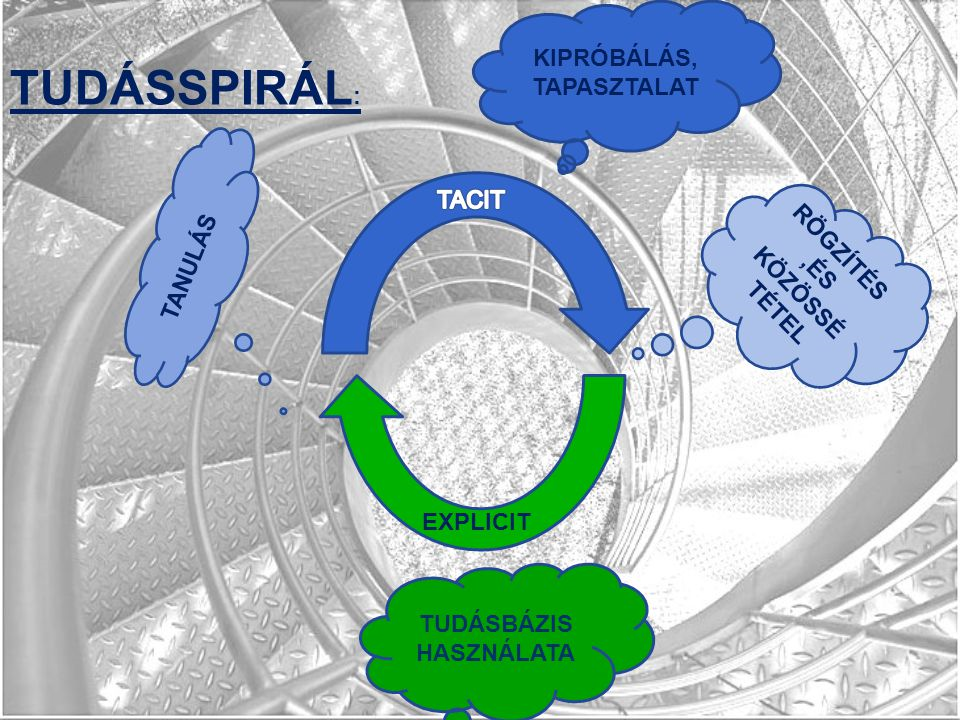 TUDÁSSPIRÁL:
KIPRÓBÁLÁS,
TAPASZTALAT
TACIT
TANULÁS
RÖGZÍTÉS
,ÉS
KÖZÖSSÉ
TÉTEL
EXPLICIT
TUDÁSBÁZIS
HASZNÁLATA